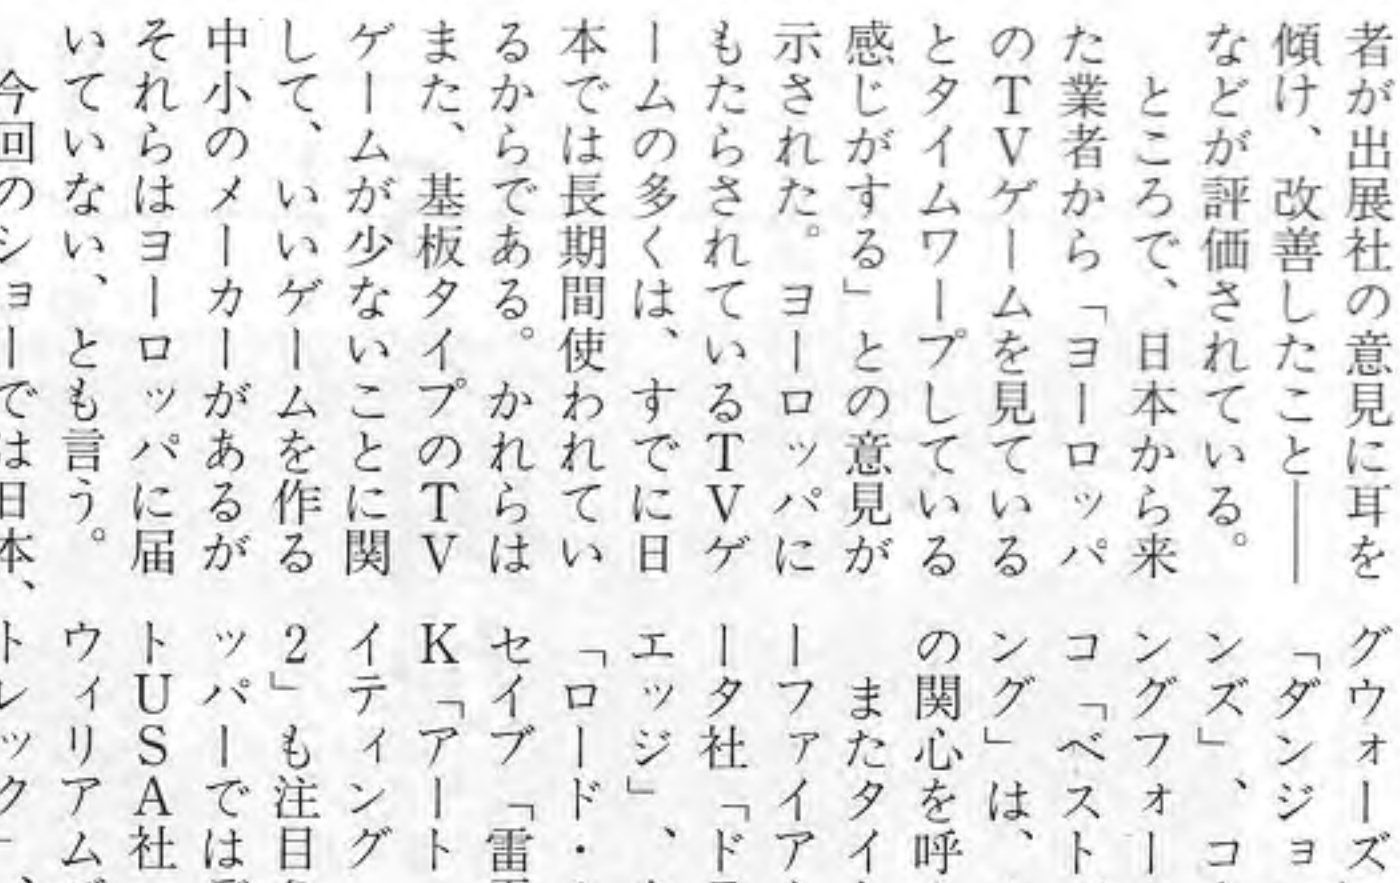 者が出展社の意見に耳を
傾け、改善したこと――
などが評価されている。
ところで、日本から来
た業者から「ヨーロッパ
のTVゲームを見ている
とタイムワープしている
感じがする」との意見が
示された。ヨーロッパに
もたらされているTVゲ
ームの多くは、すでに日
本では長期間使われてい
るからである。かれらは
また、基板タイプのTV
ゲームが少ないことに関
して、いいゲームを作る
中小のメーカーがあるが
それらはヨーロッパに届
いていない、とも言う。
今回のショーでは日本、
グウォーズ
「ダンジョ
ンズ」、コ
ングフォー
コ「ベスト
ング」は、
の関心を呼
またタイ
ーファイア
ータ社「ド
エッジ」、
「ロード・
セイブ「雷
K「アート
イティング
2」も注目
ッパーでは
トUSA社
ウィリアム
トレック」、